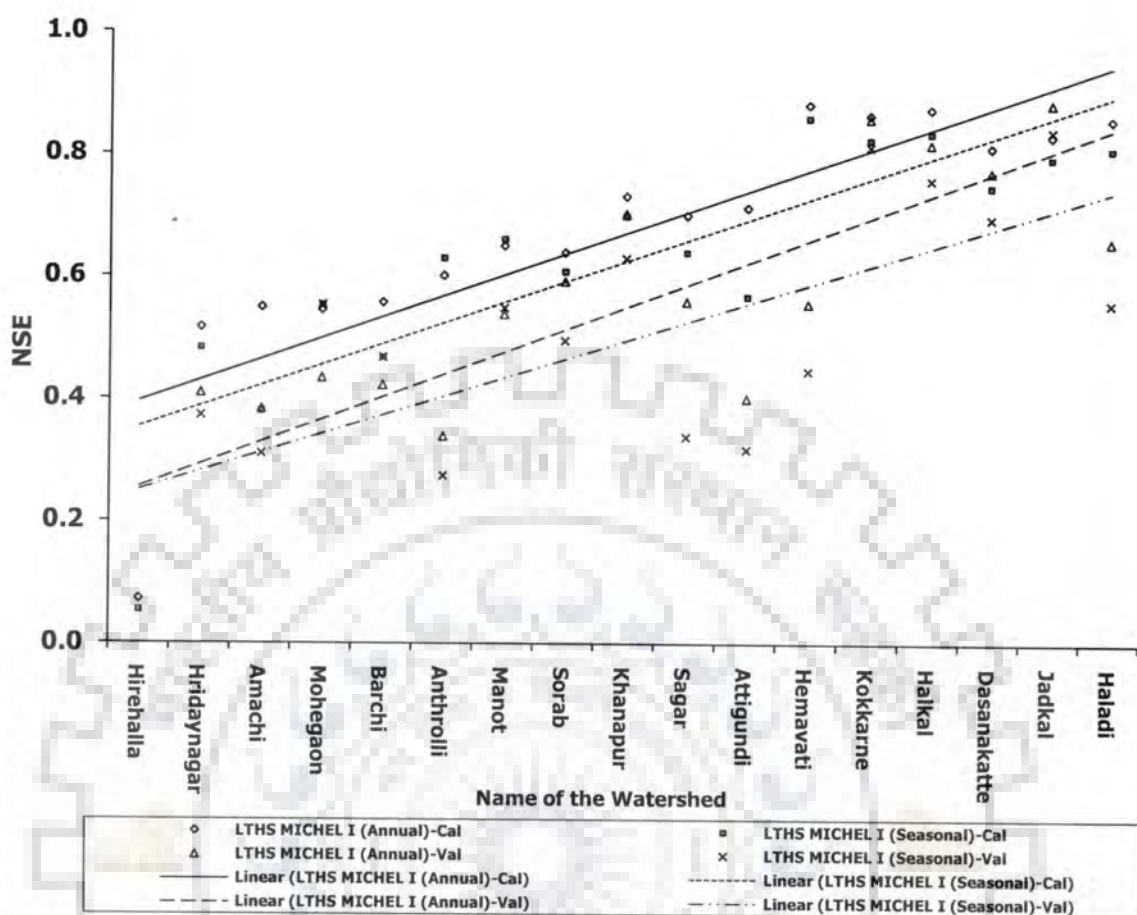 1.0
0.8
0.6
0.4
0.2
0.0
NSE
Hirehalla
Hridaynagar
Amachi
Mohegaon
Barchi
Anthrolli
Manot
Sorab
Khanapur
Sagar
Attigundi
Hemavati
Kokkarne
Halkal
Dasanakatte
Jadkal
Haladi
Name of the Watershed
LTHS MICHEL I (Annual)-Cal
LTHS MICHEL I (Seasonal)-Cal
LTHS MICHEL I (Annual)-Val
LTHS MICHEL I (Seasonal)-Val
Linear (LTHS MICHEL I (Annual)-Cal)
Linear (LTHS MICHEL I (Seasonal)-Cal)
Linear (LTHS MICHEL I (Annual)-Val)
Linear (LTHS MICHEL I (Seasonal)-Val)